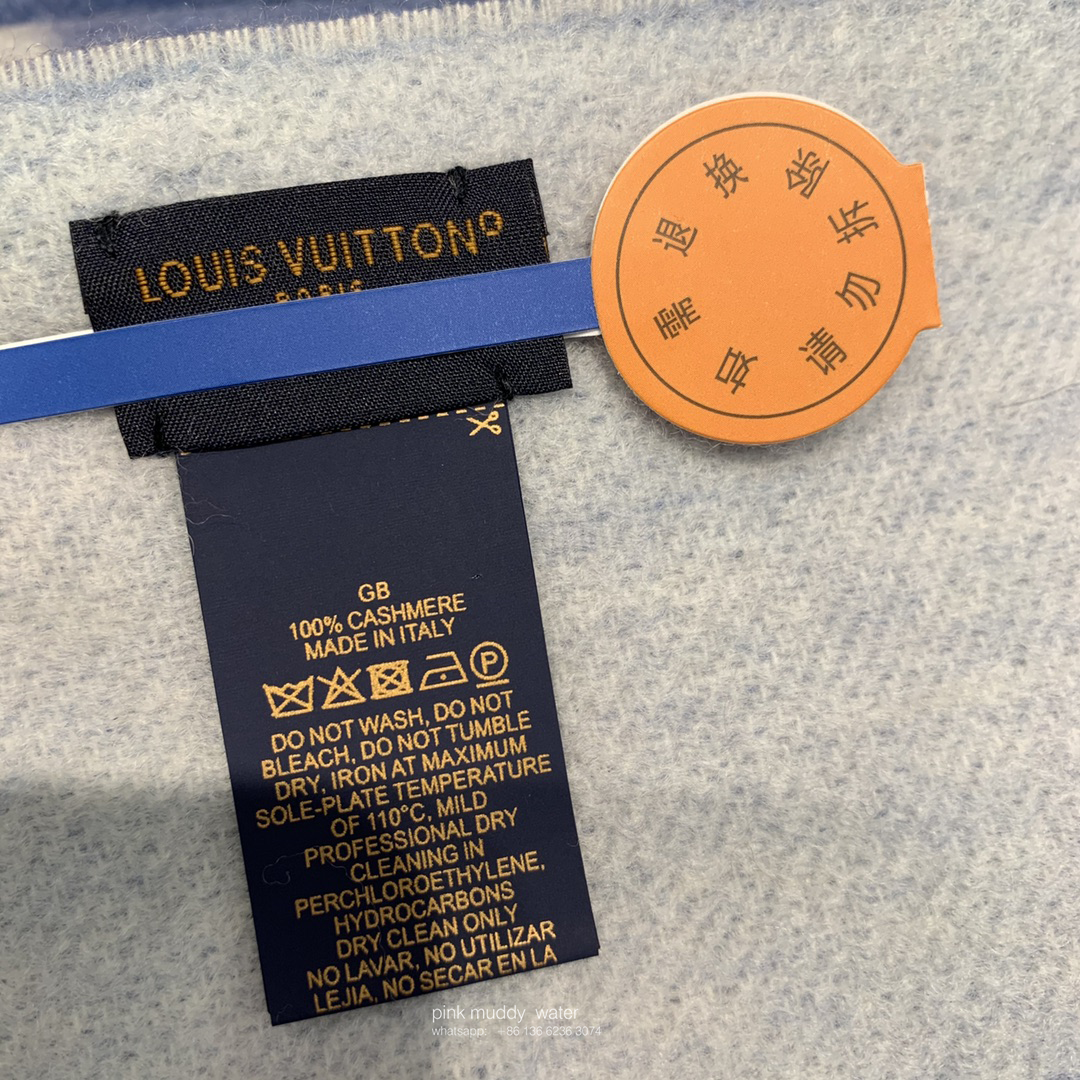 LOUIS VUITTON
PARIS
需退换
请勿拆签
GB
100% CASHMERE
MADE IN ITALY
P
DO NOT WASH, DO NOT
BLEACH, DO NOT TUMBLE
DRY, IRON AT MAXIMUM
SOLE-PLATE TEMPERATURE
OF 110°C, MILD
PROFESSIONAL DRY
CLEANING IN
PERCHLOROETHYLENE,
HYDROCARBONS
DRY CLEAN ONLY
NO LAVAR, NO UTILIZAR
LEJIA, NO SECAR EN LA
pink muddy water
whatsapp: +86 136 6236 3074